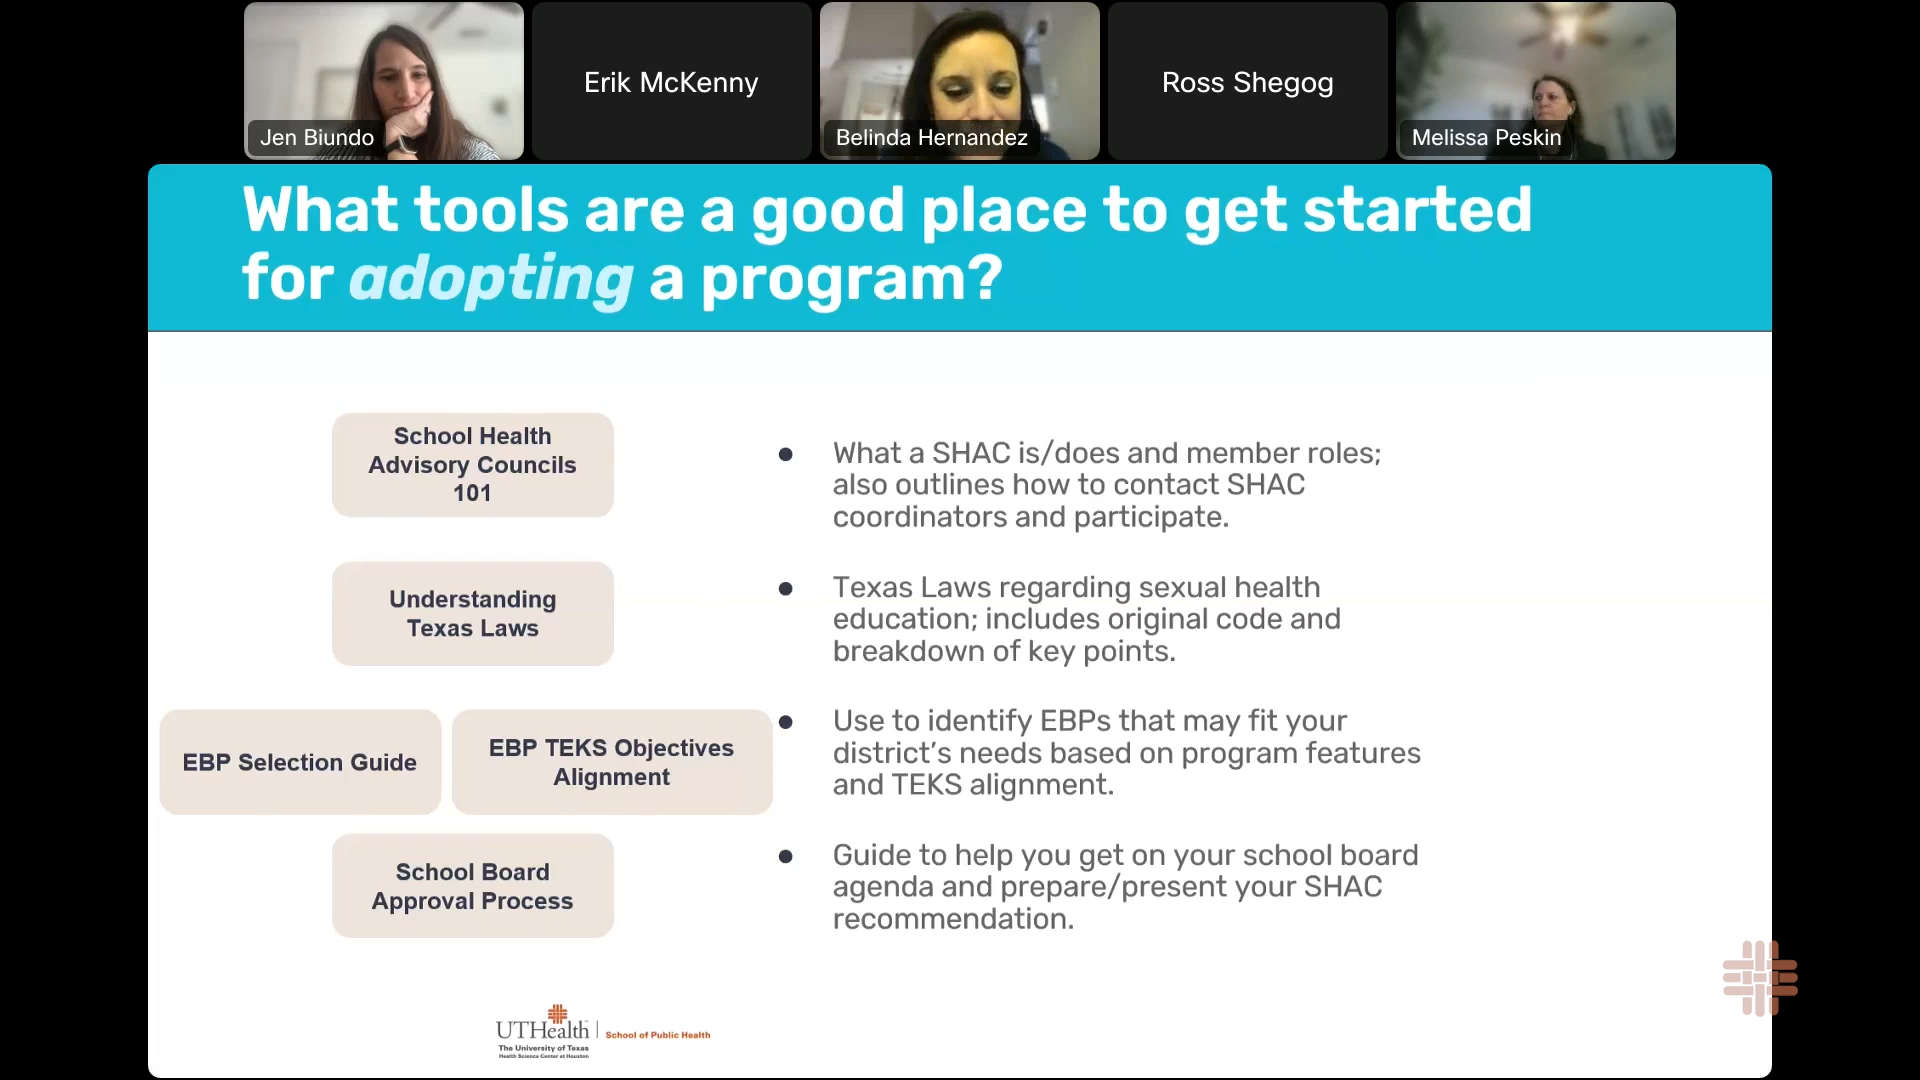 Jen Biundo
Erik McKenny
Belinda Hernandez
Ross Shegog
Melissa Peskin
What tools are a good place to get started
for adopting a program?
School Health
Advisory Councils
101
● What a SHAC is/does and member roles;
also outlines how to contact SHAC
coordinators and participate.
Understanding
Texas Laws
● Texas Laws regarding sexual health
education; includes original code and
breakdown of key points.
EBP Selection Guide
EBP TEKS Objectives
Alignment
● Use to identify EBPs that may fit your
district’s needs based on program features
and TEKS alignment.
School Board
Approval Process
● Guide to help you get on your school board
agenda and prepare/present your SHAC
recommendation.
UTHealth
The University of Texas
Health Science Center at Houston
School of Public Health